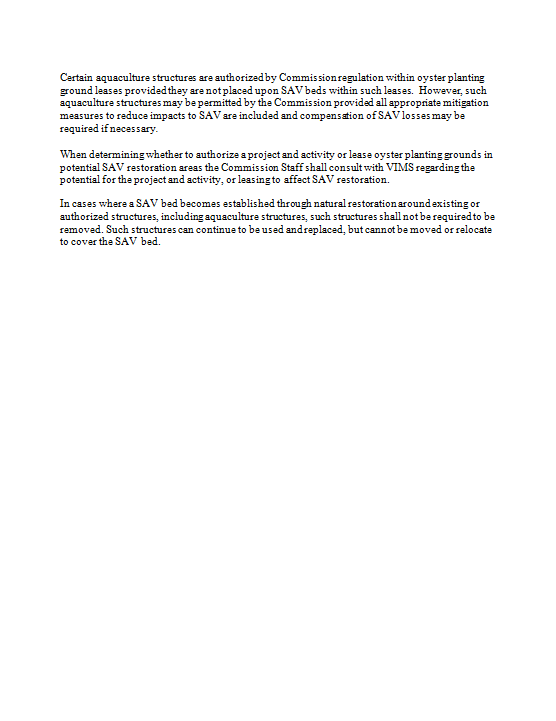 Certain aquaculture structures are authorized by Commission regulation within oyster planting
ground leases provided they are not placed upon SAV beds within such leases.  However, such
aquaculture structures may be permitted by the Commission provided all appropriate mitigation
measures to reduce impacts to SAV are included and compensation of SAV losses may be
required if necessary.
When determining whether to authorize a project and activity or lease oyster planting grounds in
potential SAV restoration areas the Commission Staff shall consult with VIMS regarding the
potential for the project and activity, or leasing to affect SAV restoration.
In cases where a SAV bed becomes established through natural restoration around existing or
authorized structures, including aquaculture structures, such structures shall not be required to be
removed. Such structures can continue to be used and replaced, but cannot be moved or relocate
to cover the SAV bed.